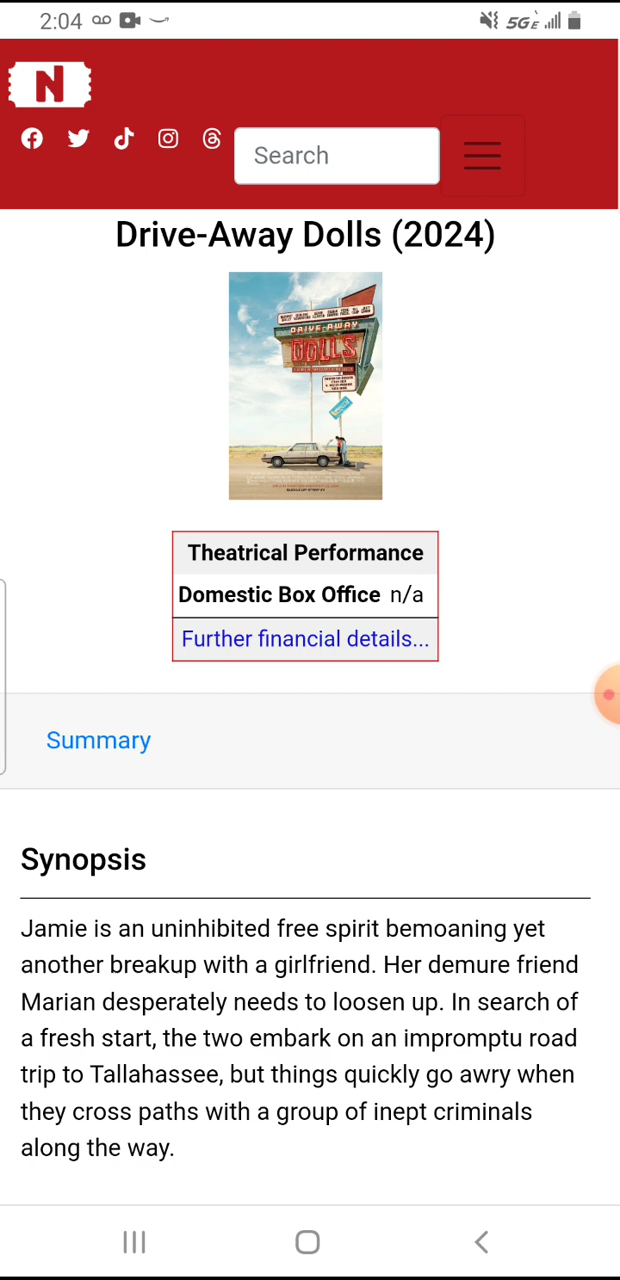 2:04 5GE
N
Search
Drive-Away Dolls (2024)
DRIVE-AWAY
DOLLS
Theatrical Performance
Domestic Box Office n/a
Further financial details...
Summary
Synopsis
Jamie is an uninhibited free spirit bemoaning yet
another breakup with a girlfriend. Her demure friend
Marian desperately needs to loosen up. In search of
a fresh start, the two embark on an impromptu road
trip to Tallahassee, but things quickly go awry when
they cross paths with a group of inept criminals
along the way.